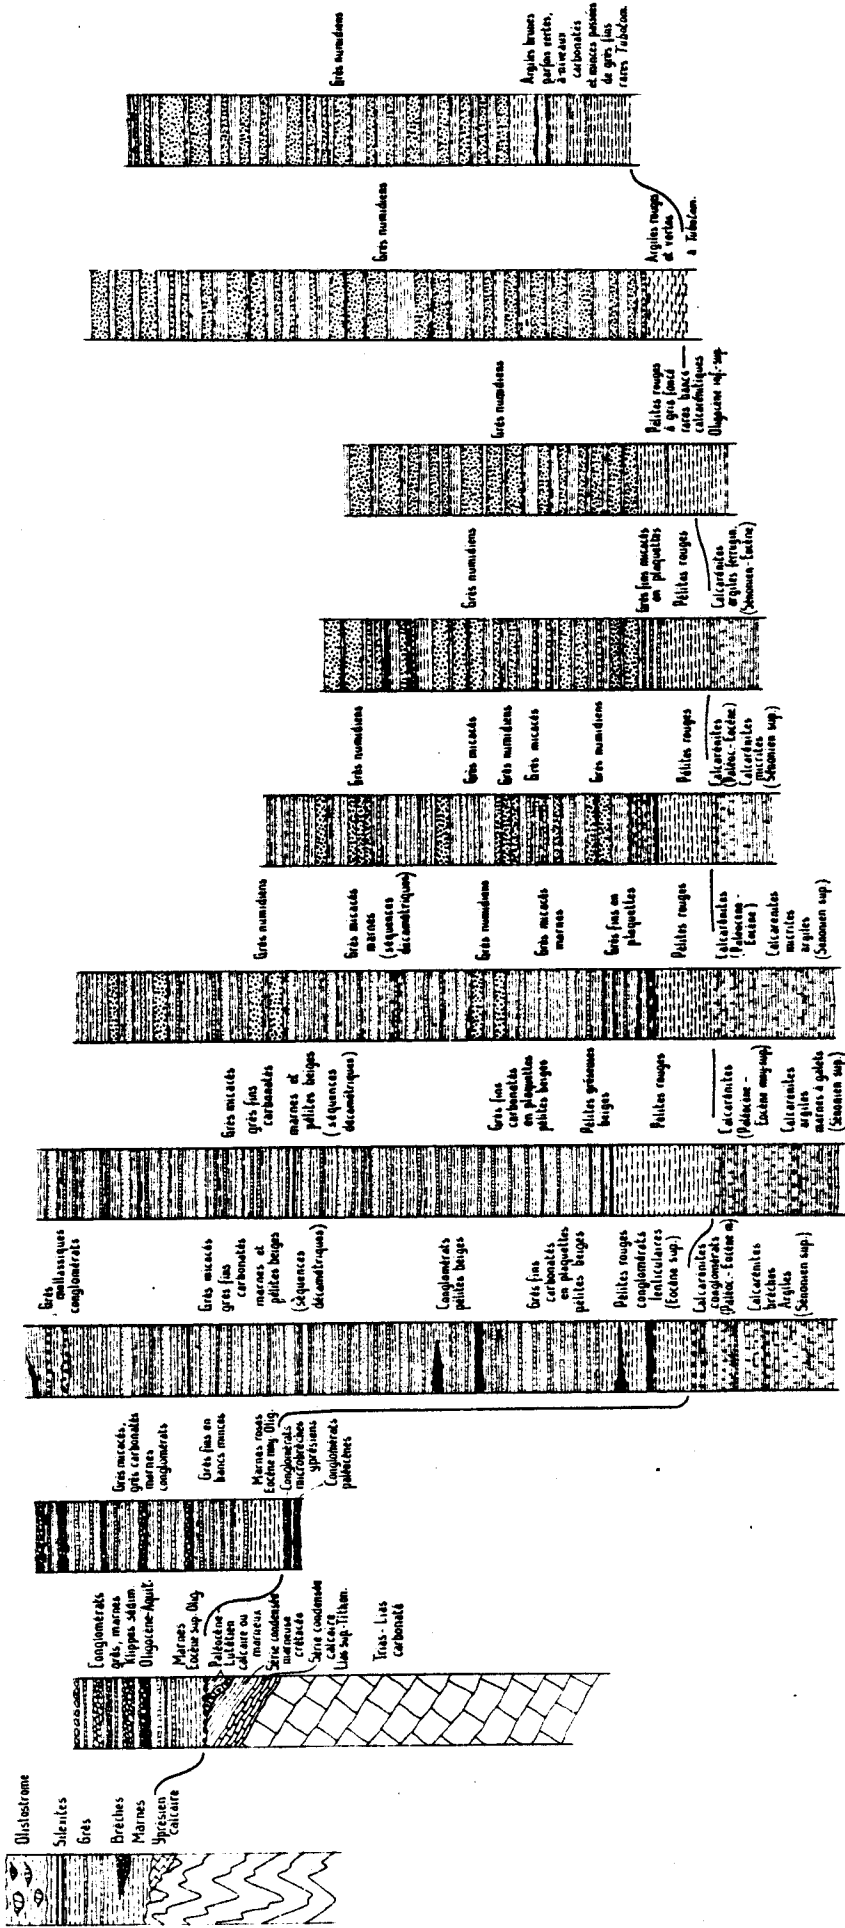 Grès numidiens
Argiles brunes
parfois vertes,
à niveaux
carbonatés
et minces passées
de grès fins
rares Tubotom.
Grès numidiens
Argiles rouges
et vertes
à Tubotom.
Grès numidiens
Pélites rouges
à gris foncé
rares bancs
calcarénitiques
Oligocène inf.-sup.
Grès numidiens
Grès fins micacés
en plaquettes
Pélites rouges
Calcarénites
argiles ferrugin.
(Sénonien-Eocène)
Grès numidiens
Grès micacés
Grès numidiens
Grès micacés
Grès numidiens
Pélites rouges
Calcarénites
(Paléoc.-Eocène)
Calcarénites
micrites
(Sénonien sup.)
Grès numidiens
Grès micacés
marnes
(séquences
décamétriques)
Grès numidiens
Grès micacés
marnes
Grès fins en
plaquettes
Pélites rouges
Calcarénites
(Paléocène-
Eocène)
Calcarénites
micrites
argiles
(Sénonien sup.)
Grès micacés
grès fins
carbonatés
marnes et
pélites beiges
(séquences
décamétriques)
Grès fins
carbonatés
en plaquettes
pélites beiges
Pélites gréseuses
beiges
Pélites rouges
Calcarénites
(Paléocène-
Eocène moy-sup)
Calcarénites
argiles
marnes à galets
(Sénonien sup.)
Grès
mollassiques
conglomérats
Grès micacés
grès fins
carbonatés
marnes et
pélites beiges
(séquences
décamétriques)
Conglomérats
pélites beiges
Grès fins
carbonatés
en plaquettes
pélites beiges
Pélites rouges
conglomérats
lenticulaires
(Eocène sup.)
Calcarénites
conglomérats
(Paléoc.-Eocène m)
Calcarénites
brèches
Argiles
(Sénonien sup.)
Grès micacés,
grès carbonatés
marnes
conglomérats
Grès fins en
bancs minces
Marnes roses
Eocène moy. Olig.
Conglomérats
microbrèches
yprésiens
Conglomérats
paléocènes
Conglomérats
grès, marnes
Klippes sédim.
Oligocène-Aquit.
Marnes
Eocène sup. Olig
Paléocène-
Lutétien
calcaire ou
marneux
Série condensée
marneuse
crétacée
Série condensée
calcaire
Lias sup.-Tithon.
Trias-Lias
carbonaté
Olistostrome
Silexites
Grès
Brèches
Marnes
Yprésien
calcaire